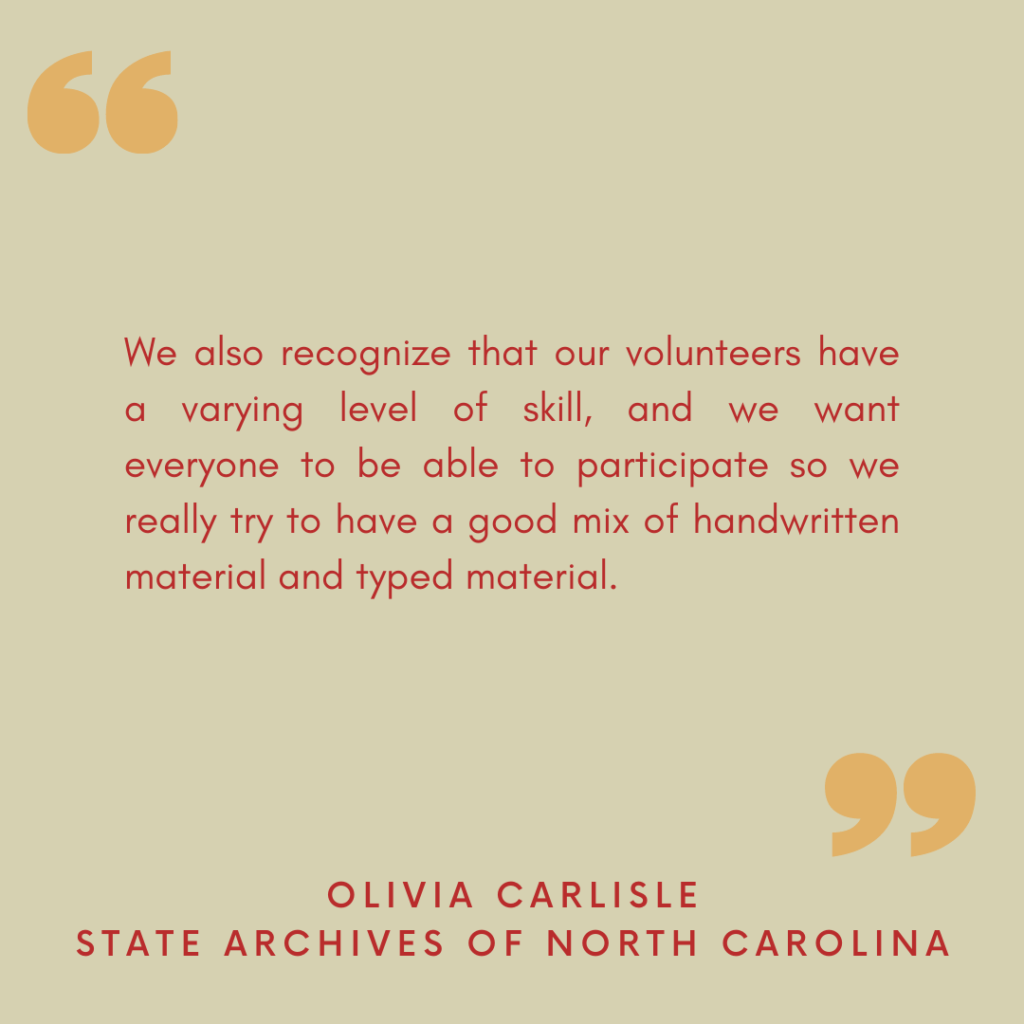 “
We also recognize that our volunteers have
a varying level of skill, and we want
everyone to be able to participate so we
really try to have a good mix of handwritten
material and typed material.
”
OLIVIA CARLISLE
STATE ARCHIVES OF NORTH CAROLINA